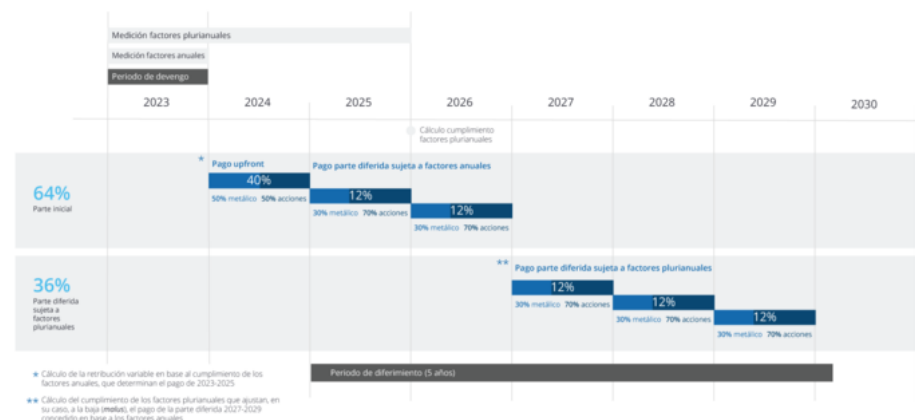 Medición factores plurianuales
Medición factores anuales
Periodo de devengo
2023 2024 2025 2026 2027 2028 2029 2030
Cálculo cumplimiento
factores plurianuales
* Pago upfront
Pago parte diferida sujeta a factores anuales
64%
Parte inicial
40%
50% metálico 50% acciones
12%
30% metálico 70% acciones
12%
30% metálico 70% acciones
** Pago parte diferida sujeta a factores plurianuales
36%
Parte diferida
sujeta a
factores
plurianuales
12%
30% metálico 70% acciones
12%
30% metálico 70% acciones
12%
30% metálico 70% acciones
Periodo de diferimiento (5 años)
* Cálculo de la retribución variable en base al cumplimiento de los
factores anuales, que determinan el pago de 2023-2025
** Cálculo del cumplimiento de los factores plurianuales que ajustan, en
su caso, a la baja (malus), el pago de la parte diferida 2027-2029
concedido en base a los factores anuales